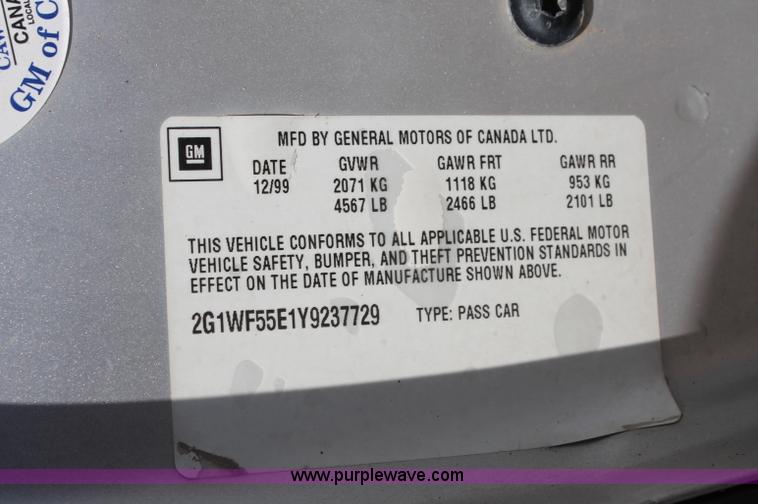 CAW
CANA
LOCAL
GM of C
GM
MFD BY GENERAL MOTORS OF CANADA LTD.
DATE GVWR GAWR FRT GAWR RR
12/99 2071 KG 1118 KG 953 KG
4567 LB 2466 LB 2101 LB
THIS VEHICLE CONFORMS TO ALL APPLICABLE U.S. FEDERAL MOTOR
VEHICLE SAFETY, BUMPER, AND THEFT PREVENTION STANDARDS IN
EFFECT ON THE DATE OF MANUFACTURE SHOWN ABOVE.
2G1WF55E1Y9237729 TYPE: PASS CAR
www.purplewave.com